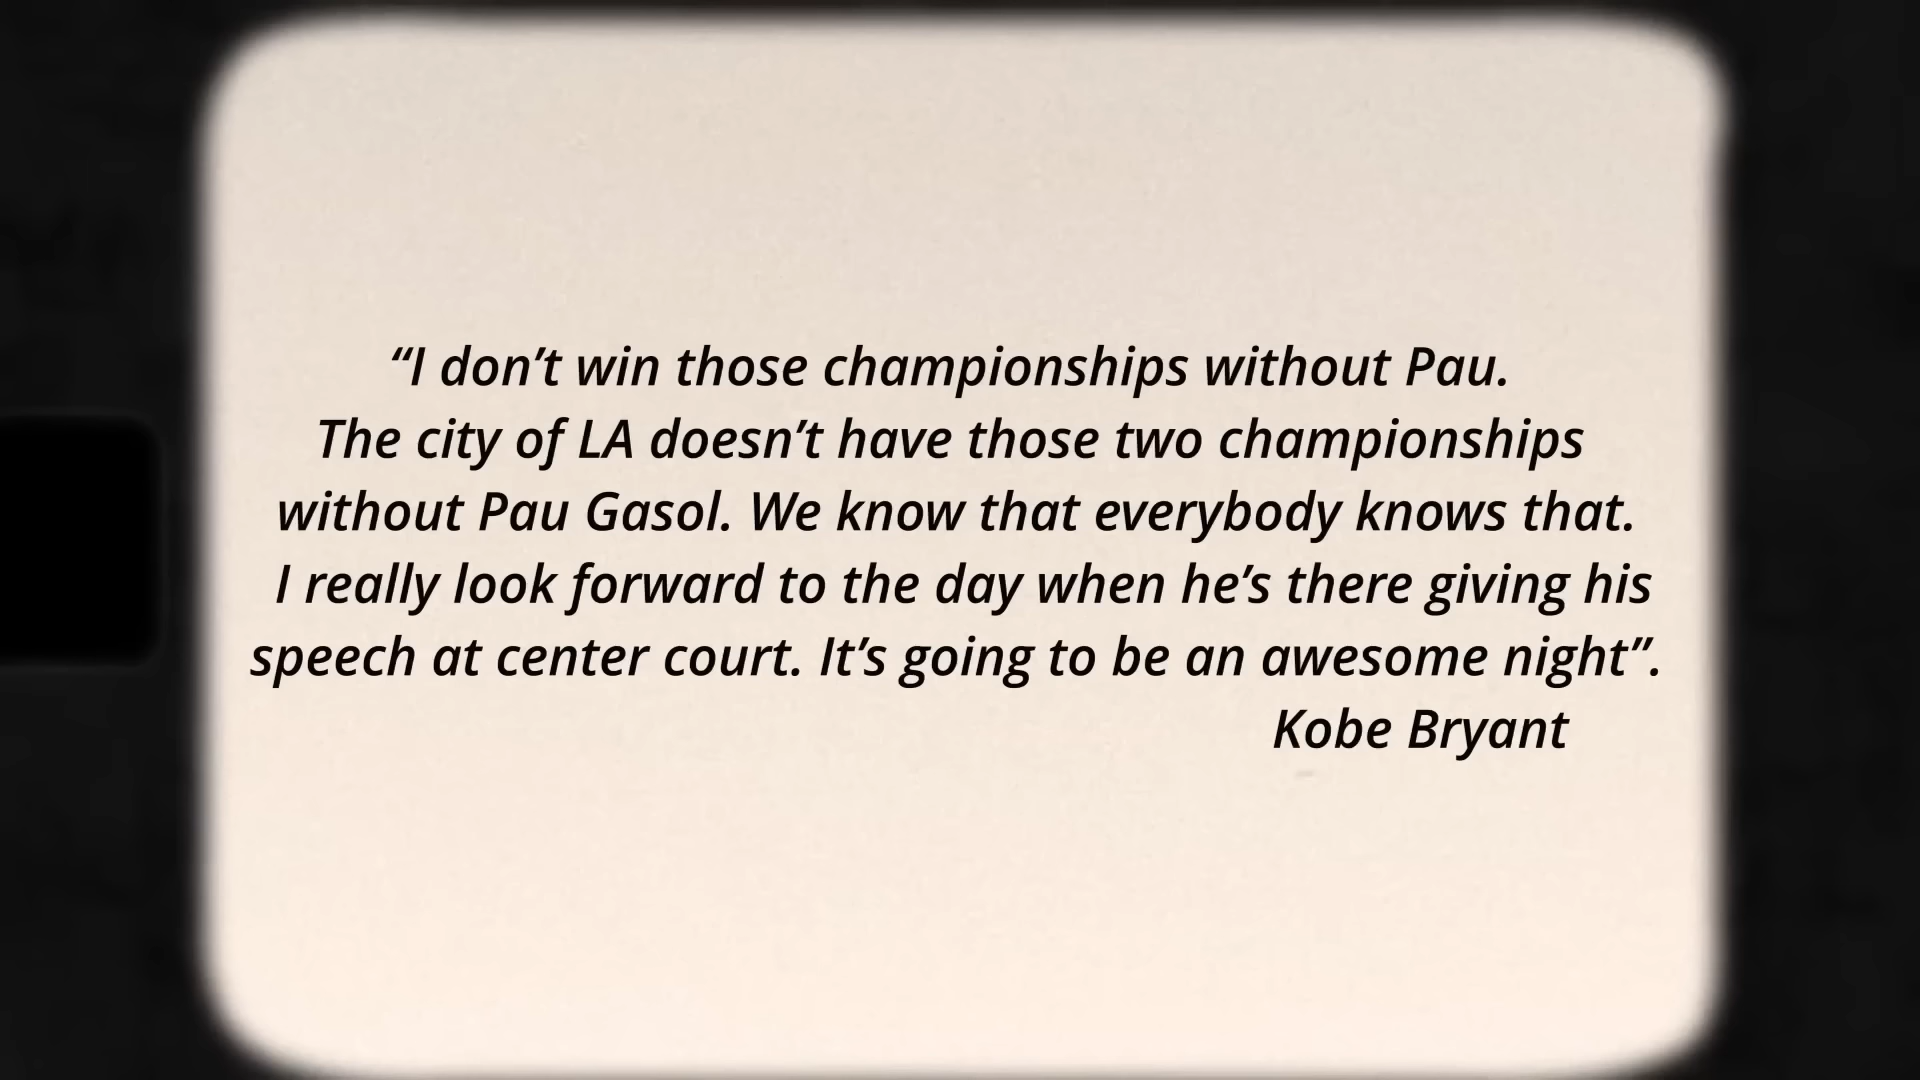 “I don’t win those championships without Pau.
The city of LA doesn’t have those two championships
without Pau Gasol. We know that everybody knows that.
I really look forward to the day when he’s there giving his
speech at center court. It’s going to be an awesome night”.
Kobe Bryant